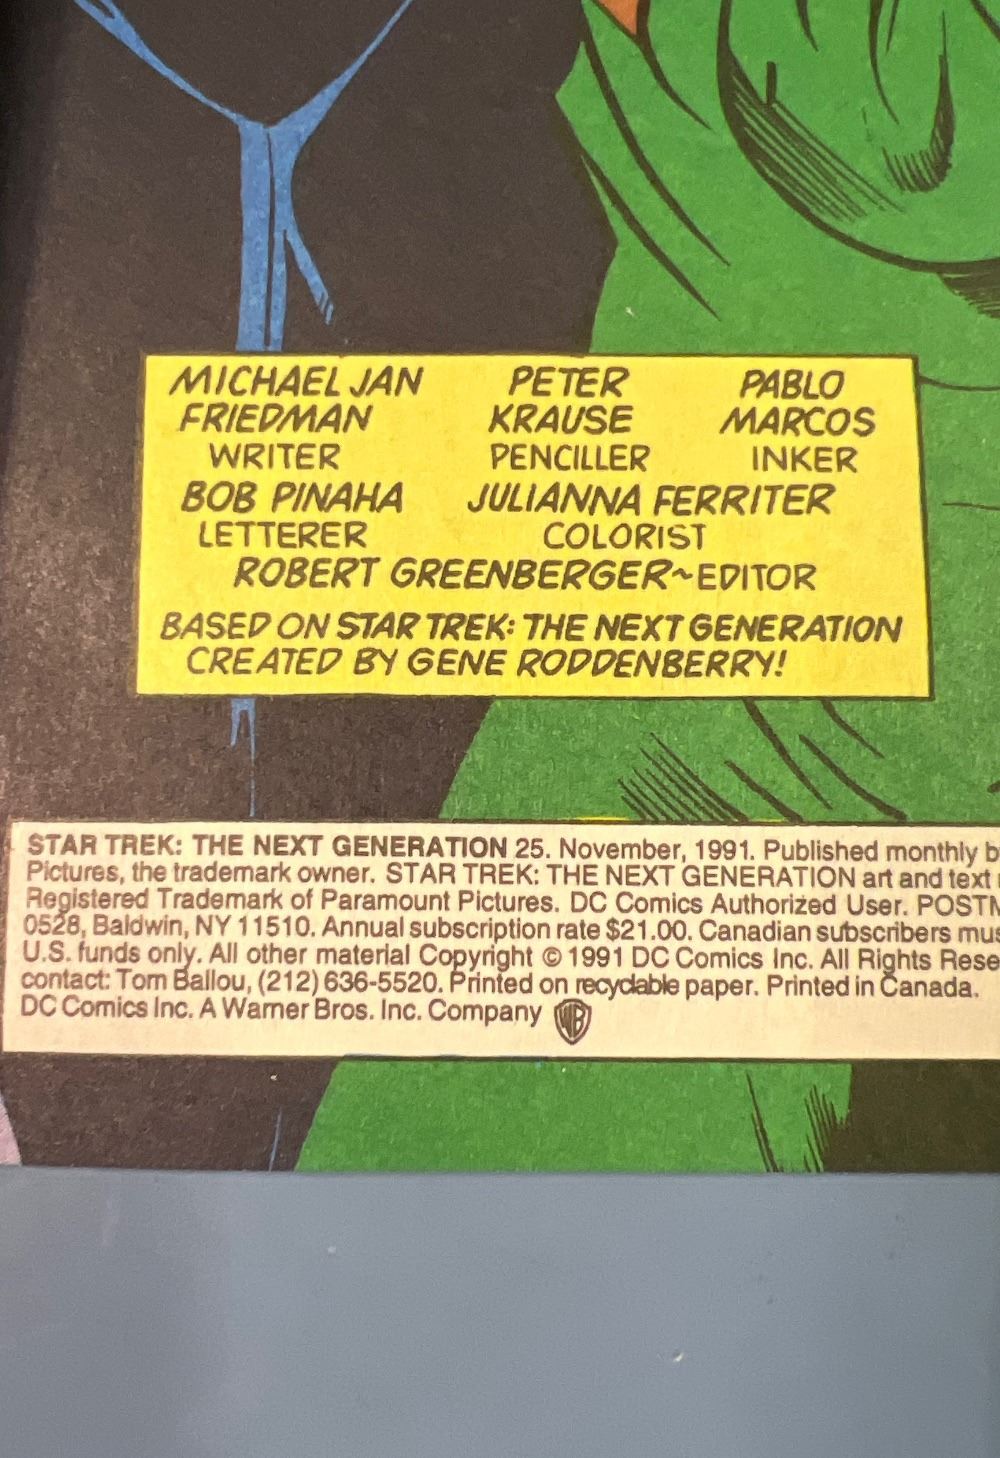 MICHAEL JAN FRIEDMAN
WRITER
PETER KRAUSE
PENCILLER
PABLO MARCOS
INKER
BOB PINAHA
LETTERER
JULIANNA FERRITER
COLORIST
ROBERT GREENBERGER~EDITOR
BASED ON STAR TREK: THE NEXT GENERATION
CREATED BY GENE RODDENBERRY!
STAR TREK: THE NEXT GENERATION 25. November, 1991. Published monthly b
Pictures, the trademark owner. STAR TREK: THE NEXT GENERATION art and text
Registered Trademark of Paramount Pictures. DC Comics Authorized User. POSTM
0528, Baldwin, NY 11510. Annual subscription rate $21.00. Canadian subscribers mus
U.S. funds only. All other material Copyright © 1991 DC Comics Inc. All Rights Rese
contact: Tom Ballou, (212) 636-5520. Printed on recyclable paper. Printed in Canada.
DC Comics Inc. A Warner Bros. Inc. Company WB